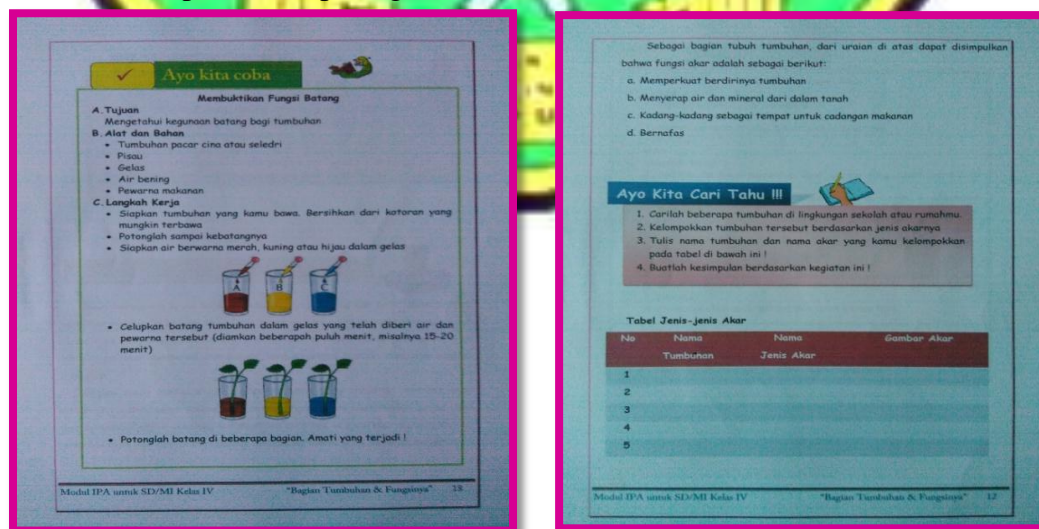 Ayo kita coba
Membuktikan Fungsi Batang
A. Tujuan
Mengetahui kegunaan batang bagi tumbuhan
B. Alat dan Bahan
• Tumbuhan pacar cina atau seledri
• Pisau
• Gelas
• Air bening
• Pewarna makanan
C. Langkah Kerja
• Siapkan tumbuhan yang kamu bawa. Bersihkan dari kotoran yang
mungkin terbawa
• Potonglah sampai kebatangnya
• Siapkan air berwarna merah, kuning atau hijau dalam gelas
A B C
• Celupkan batang tumbuhan dalam gelas yang telah diberi air dan
pewarna tersebut (diamkan beberapah puluh menit, misalnya 15-20
menit)
• Potonglah batang di beberapa bagian. Amati yang terjadi !
Modul IPA untuk SD/MI Kelas IV "Bagian Tumbuhan & Fungsinya" 13
Sebagai bagian tubuh tumbuhan, dari uraian di atas dapat disimpulkan
bahwa fungsi akar adalah sebagai berikut:
a. Memperkuat berdirinya tumbuhan
b. Menyerap air dan mineral dari dalam tanah
c. Kadang-kadang sebagai tempat untuk cadangan makanan
d. Bernafas
Ayo Kita Cari Tahu !!!
1. Carilah beberapa tumbuhan di lingkungan sekolah atau rumahmu.
2. Kelompokkan tumbuhan tersebut berdasarkan jenis akarnya
3. Tulis nama tumbuhan dan nama akar yang kamu kelompokkan
pada tabel di bawah ini !
4. Buatlah kesimpulan berdasarkan kegiatan ini !
Tabel Jenis-jenis Akar
No Nama Tumbuhan Nama Jenis Akar Gambar Akar
1
2
3
4
5
Modul IPA untuk SD/MI Kelas IV "Bagian Tumbuhan & Fungsinya" 12